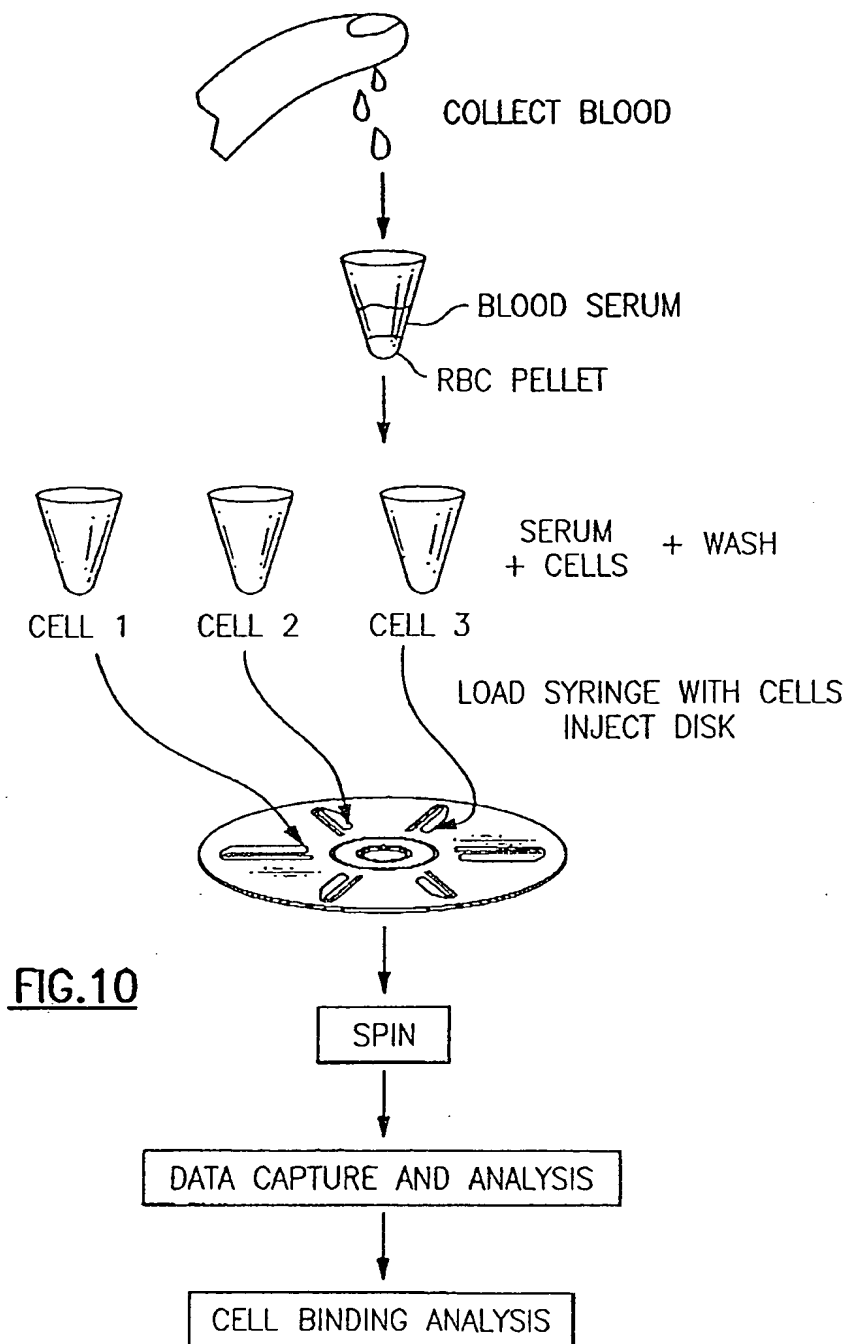 COLLECT BLOOD
BLOOD SERUM
RBC PELLET
SERUM
+ CELLS + WASH
CELL 1 CELL 2 CELL 3
LOAD SYRINGE WITH CELLS
INJECT DISK
FIG.10
SPIN
DATA CAPTURE AND ANALYSIS
CELL BINDING ANALYSIS